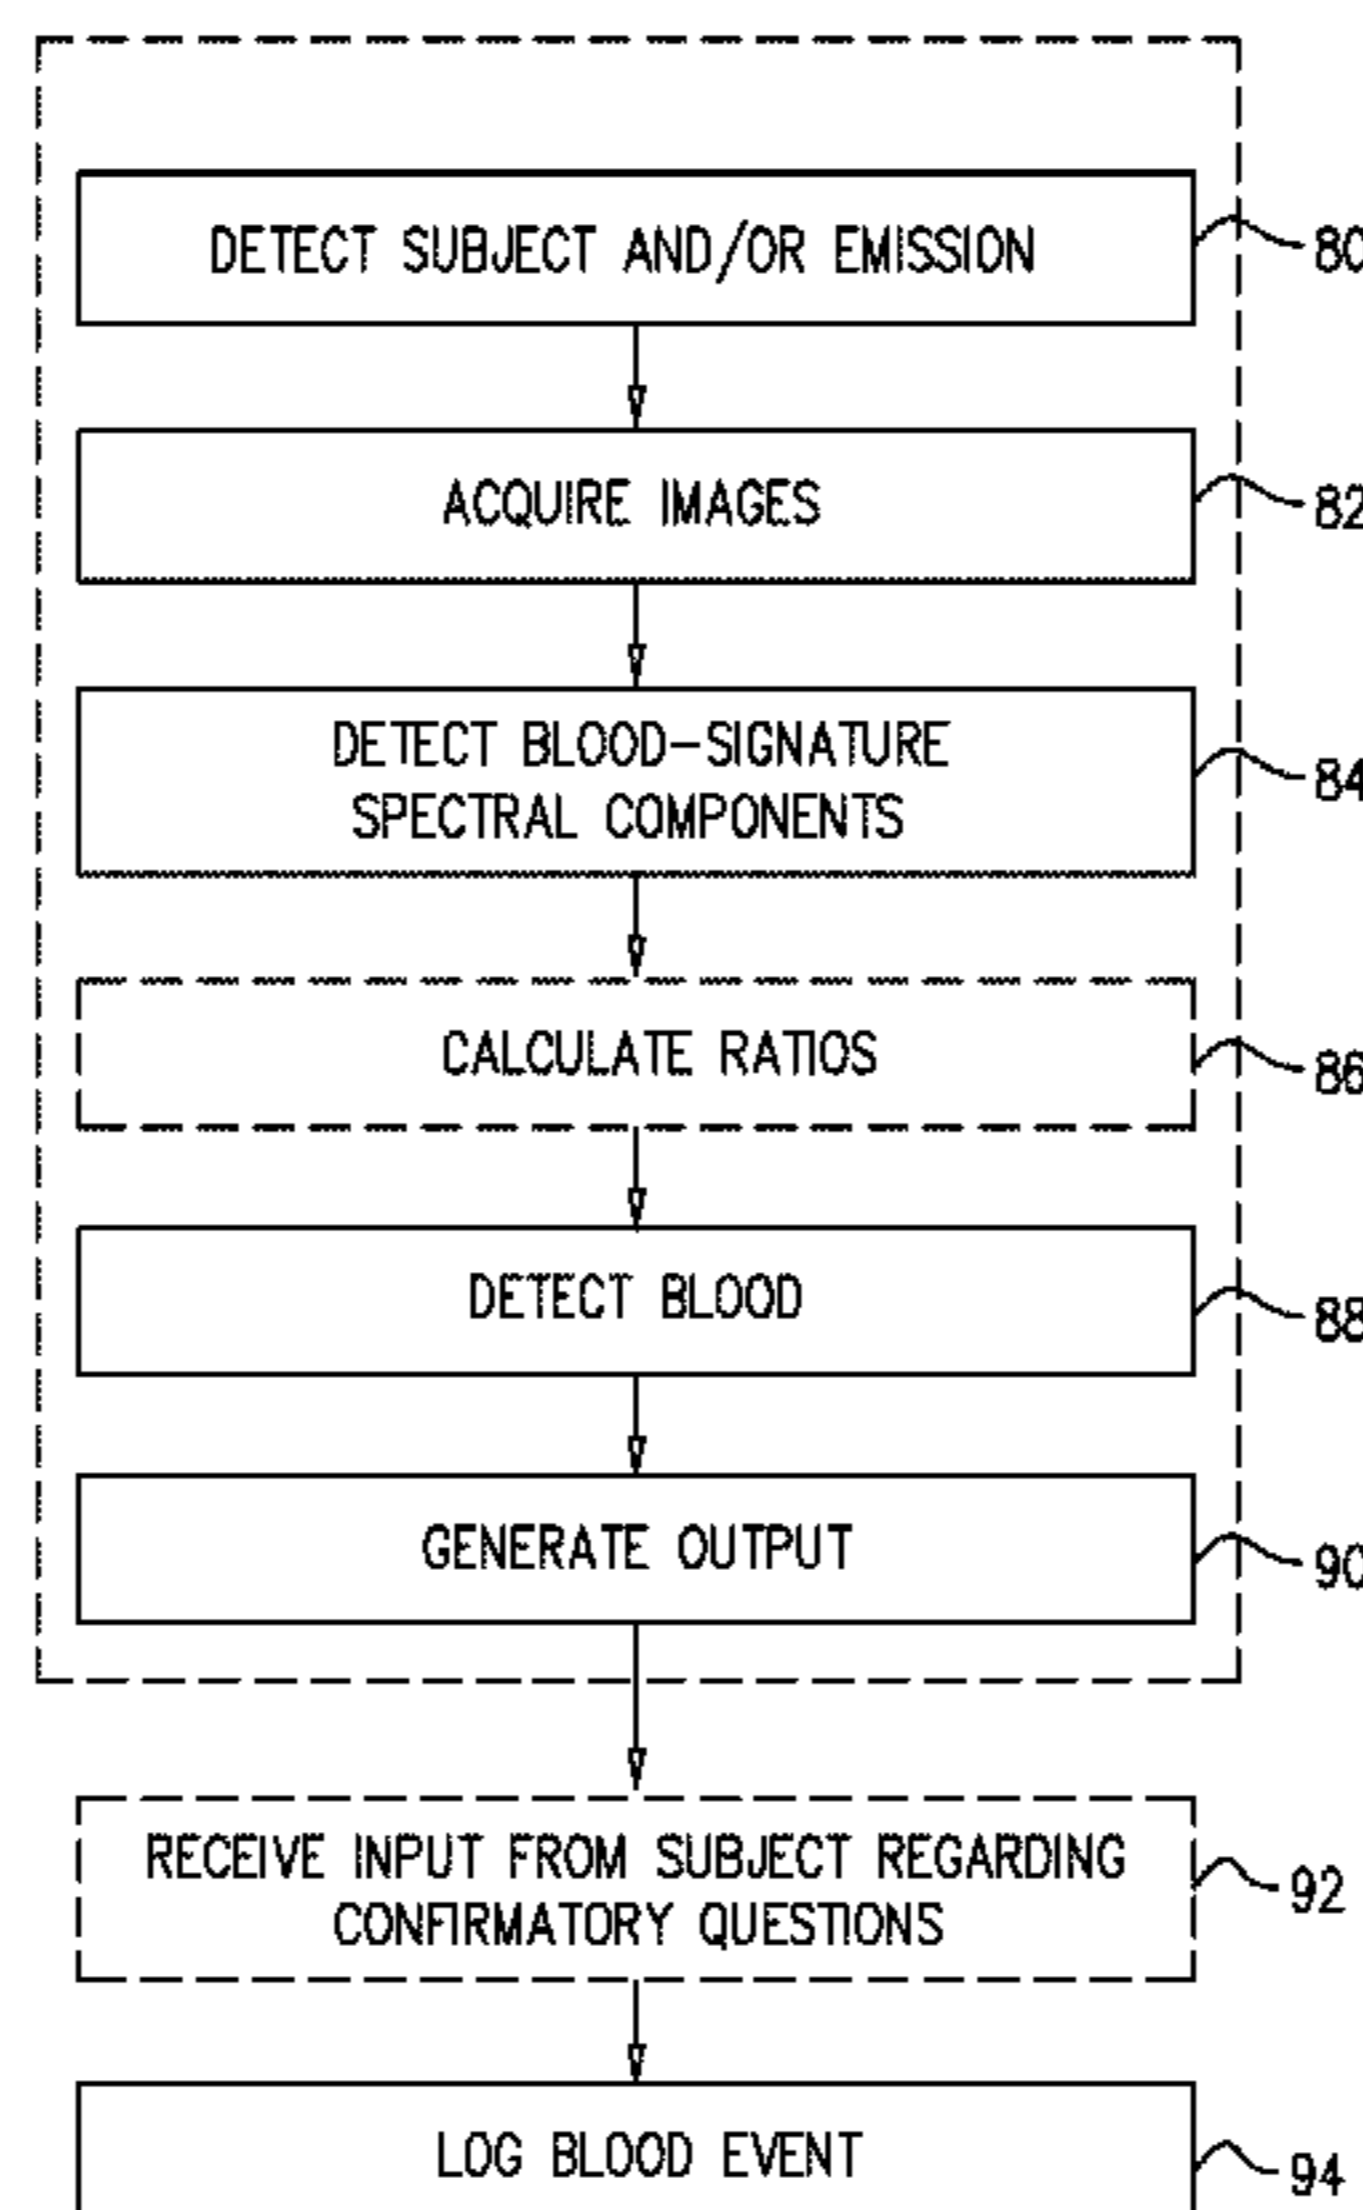 DETECT SUBJECT AND/OR EMISSION
80
ACQUIRE IMAGES
82
DETECT BLOOD-SIGNATURE
SPECTRAL COMPONENTS
84
CALCULATE RATIOS
86
DETECT BLOOD
88
GENERATE OUTPUT
90
RECEIVE INPUT FROM SUBJECT REGARDING
CONFIRMATORY QUESTIONS
92
LOG BLOOD EVENT
94